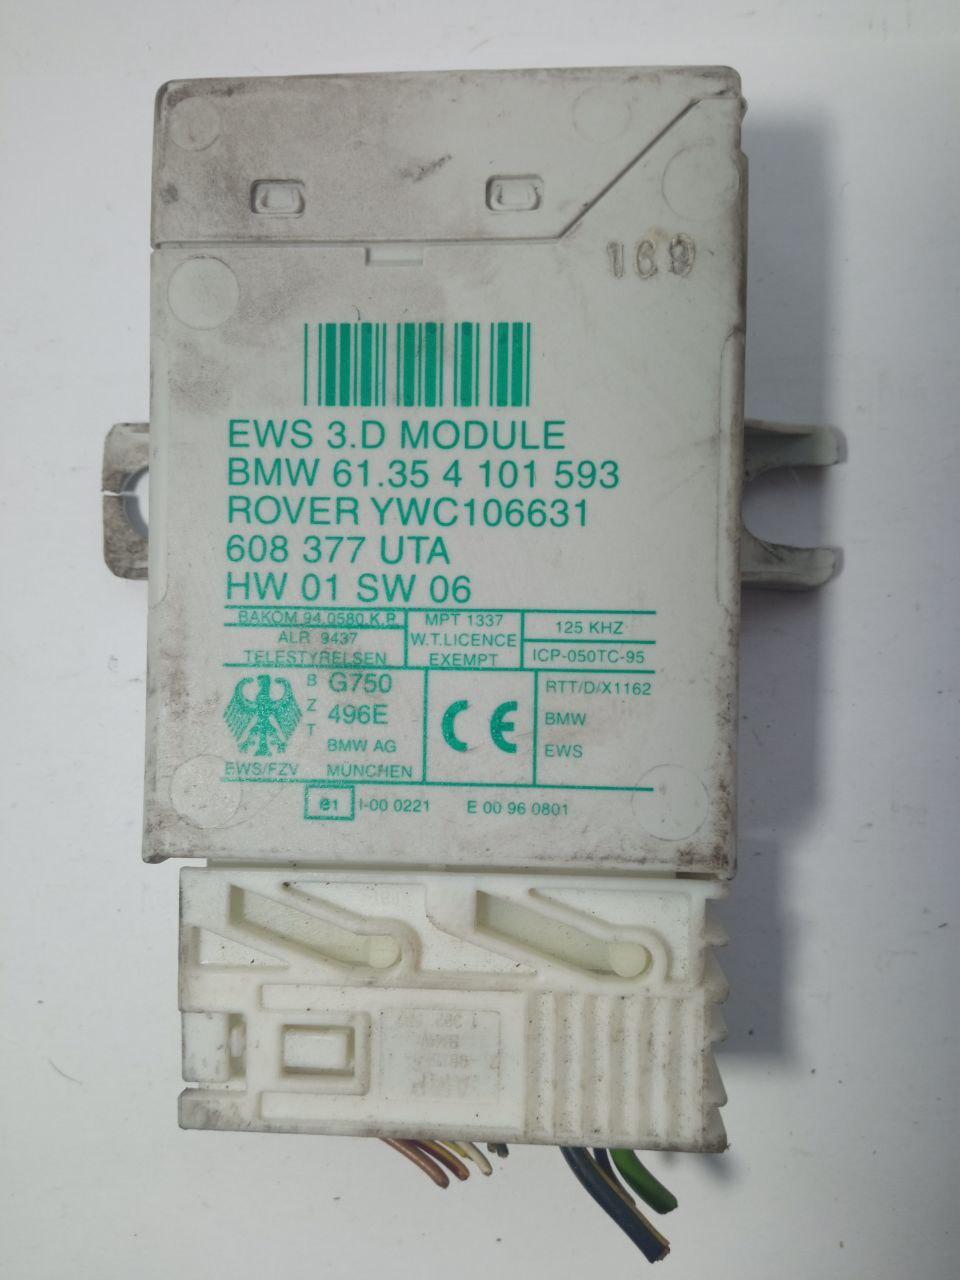 169
EWS 3.D MODULE
BMW 61.35 4 101 593
ROVER YWC106631
608 377 UTA
HW 01 SW 06
BAKOM 94.0580.K.P.
ALR 9437
TELESTYRELSEN
MPT 1337
W.T.LICENCE
EXEMPT
125 KHZ
ICP-050TC-95
B
Z
T
G750
496E
BMW AG
EWS/FZV MÜNCHEN
CE
RTT/D/X1162
BMW
EWS
e1 I-00 0221 E 00 96 0801
BMW